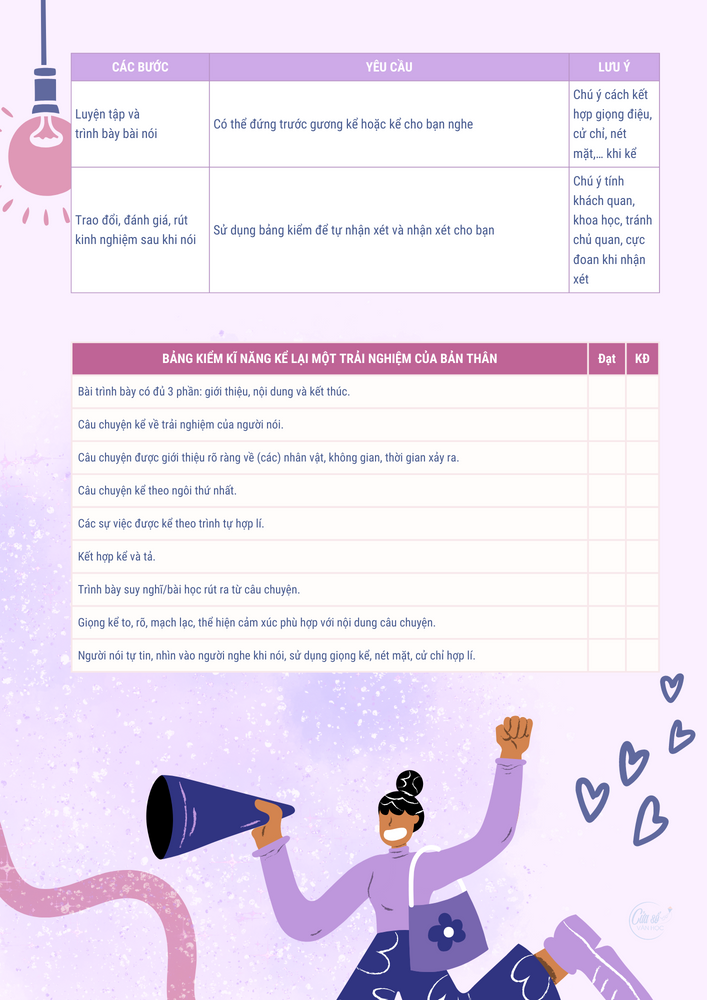 CÁC BƯỚC
YÊU CẦU
LƯU Ý
Luyện tập và
trình bày bài nói
Có thể đứng trước gương kể hoặc kể cho bạn nghe
Chú ý cách kết
hợp giọng điệu,
cử chỉ, nét
mặt,... khi kể
Trao đổi, đánh giá, rút
kinh nghiệm sau khi nói
Sử dụng bảng kiểm để tự nhận xét và nhận xét cho bạn
Chú ý tính
khách quan,
khoa học, tránh
chủ quan, cực
đoan khi nhận
xét
BẢNG KIỂM KĨ NĂNG KỂ LẠI MỘT TRẢI NGHIỆM CỦA BẢN THÂN
Đạt
KĐ
Bài trình bày có đủ 3 phần: giới thiệu, nội dung và kết thúc.
Câu chuyện kể về trải nghiệm của người nói.
Câu chuyện được giới thiệu rõ ràng về (các) nhân vật, không gian, thời gian xảy ra.
Câu chuyện kể theo ngôi thứ nhất.
Các sự việc được kể theo trình tự hợp lí.
Kết hợp kể và tả.
Trình bày suy nghĩ/bài học rút ra từ câu chuyện.
Giọng kể to, rõ, mạch lạc, thể hiện cảm xúc phù hợp với nội dung câu chuyện.
Người nói tự tin, nhìn vào người nghe khi nói, sử dụng giọng kể, nét mặt, cử chỉ hợp lí.